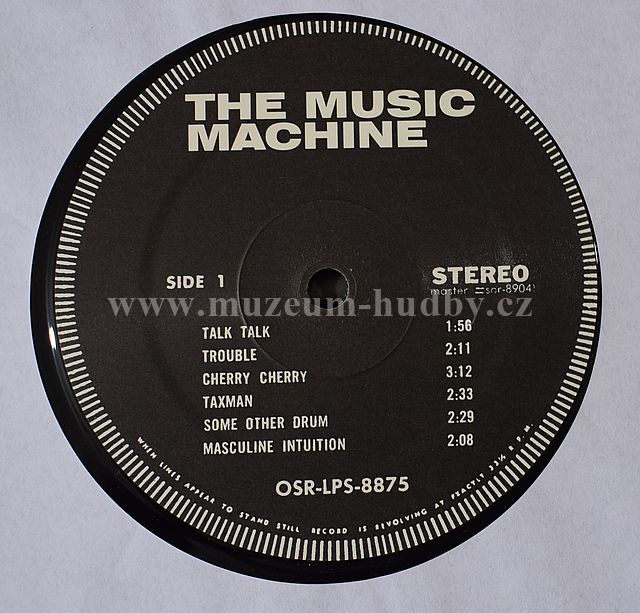 THE MUSIC
MACHINE
SIDE 1
STEREO
www.muzeum-hudby.cz
TALK TALK 1:56
TROUBLE 2:11
CHERRY CHERRY 3:12
TAXMAN 2:33
SOME OTHER DRUM 2:29
MASCULINE INTUITION 2:08
OSR-LPS-8875
WHEN LINES APPEAR TO STAND STILL RECORD IS REVOLVING AT EXACTLY 33⅓ R.P.M.